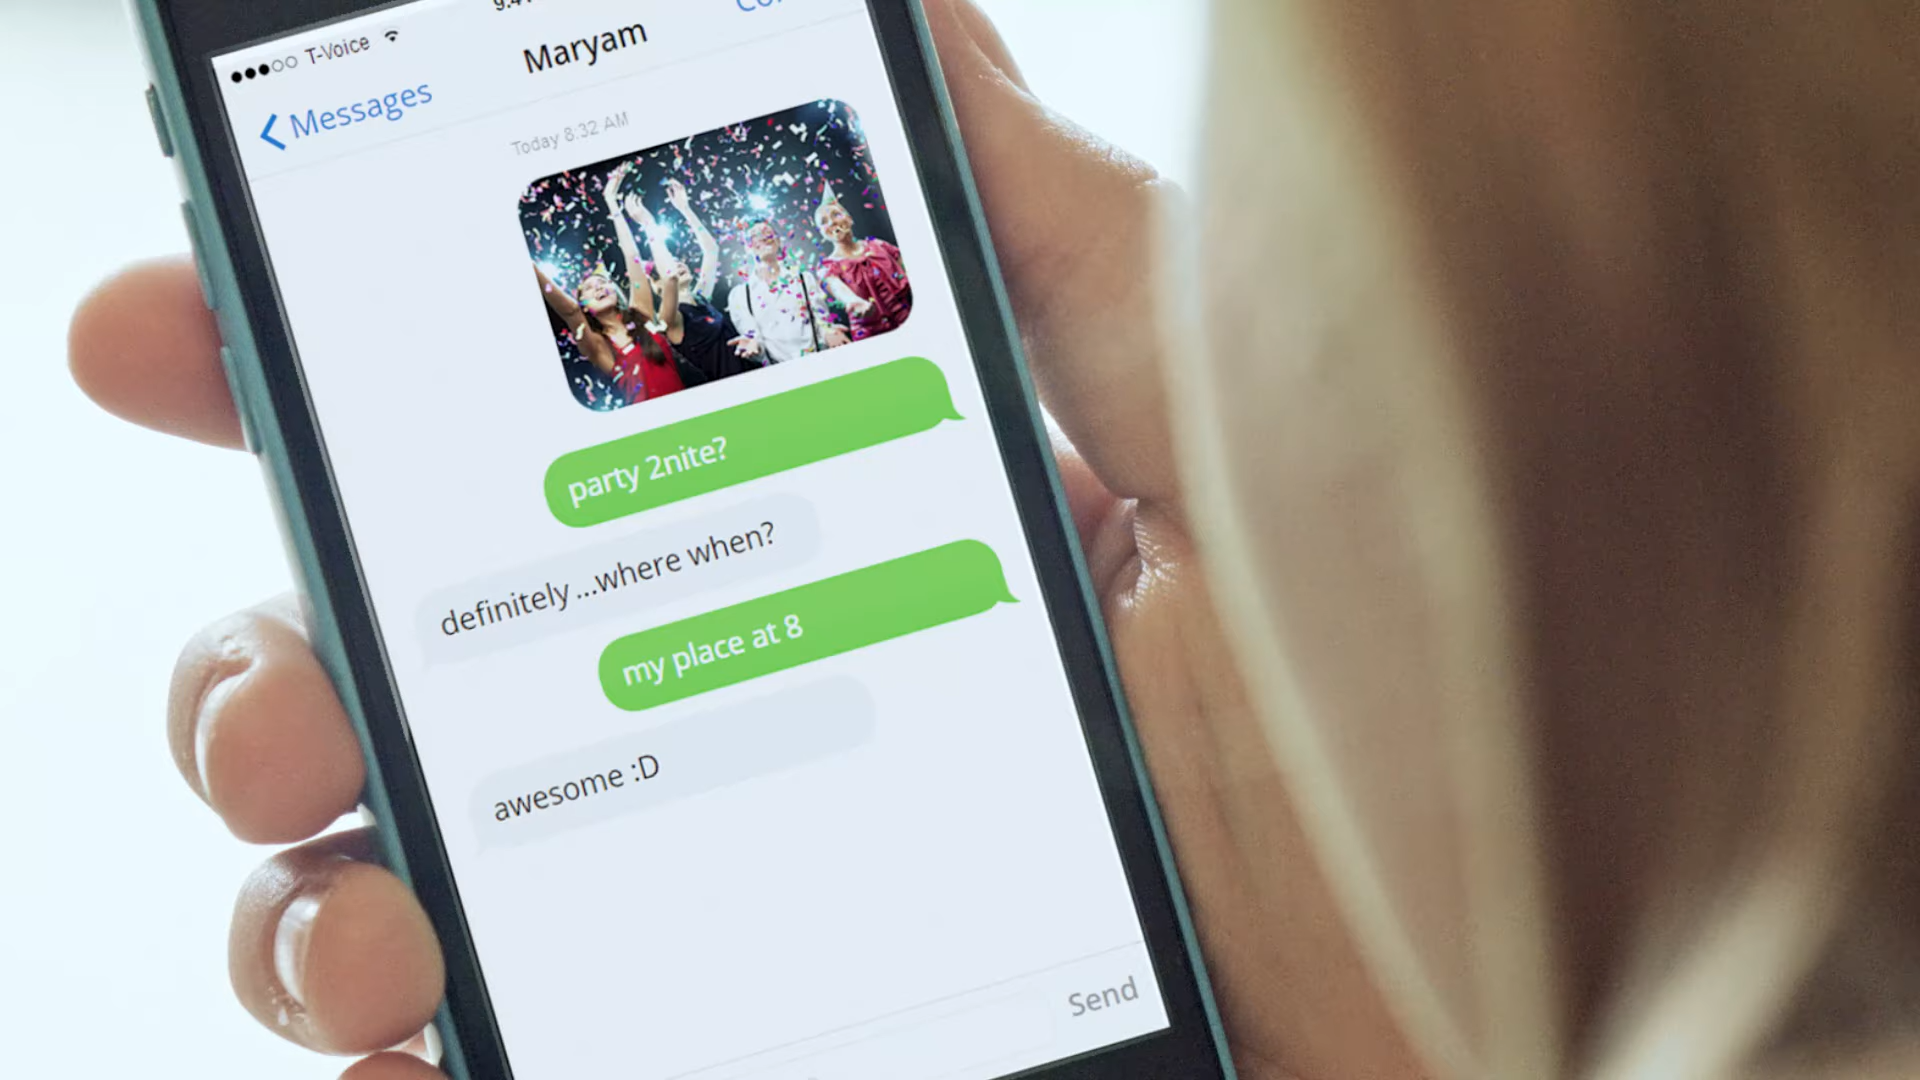 T-Voice
Messages
Maryam
Today 8:32 AM
party 2nite?
definitely ...where when?
my place at 8
awesome :D
Send